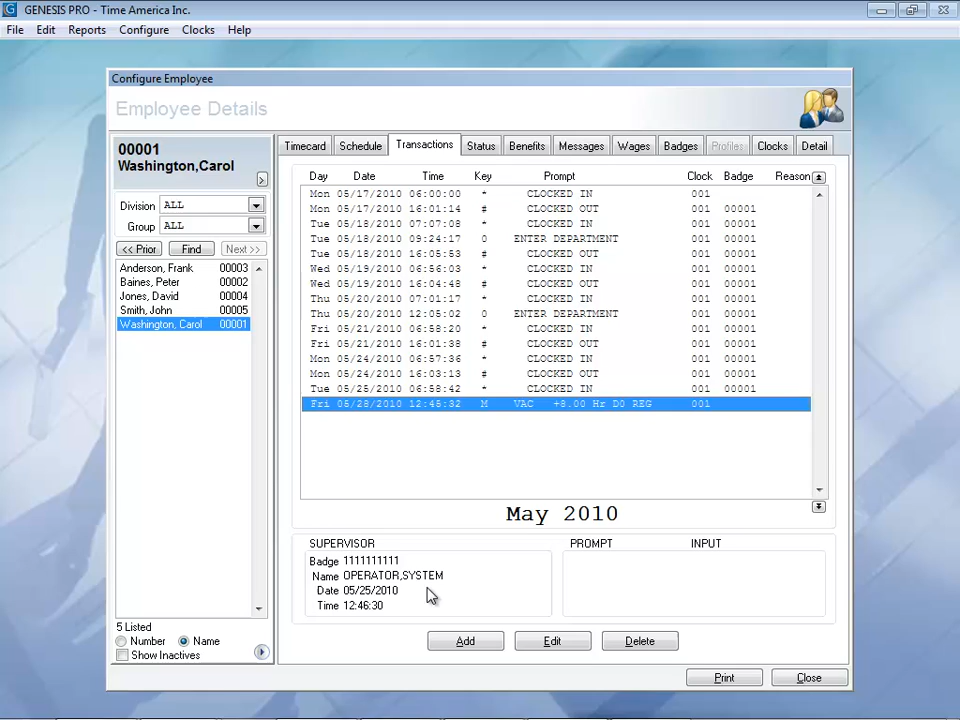 GENESIS PRO - Time America Inc.
File Edit Reports Configure Clocks Help
Configure Employee
Employee Details
00001
Washington,Carol
>
Division ALL
Group ALL
<< Prior Find Next >>
Anderson, Frank 00003
Baines, Peter 00002
Jones, David 00004
Smith, John 00005
Washington, Carol 00001
5 Listed
Number Name
Show Inactives
Timecard Schedule Transactions Status Benefits Messages Wages Badges Profiles Clocks Detail
Day Date Time Key Prompt Clock Badge Reason
Mon 05/17/2010 06:00:00 * CLOCKED IN 001
Mon 05/17/2010 16:01:14 # CLOCKED OUT 001 00001
Tue 05/18/2010 07:07:08 * CLOCKED IN 001 00001
Tue 05/18/2010 09:24:17 0 ENTER DEPARTMENT 001 00001
Tue 05/18/2010 16:05:53 # CLOCKED OUT 001 00001
Wed 05/19/2010 06:56:03 * CLOCKED IN 001 00001
Wed 05/19/2010 16:04:48 # CLOCKED OUT 001 00001
Thu 05/20/2010 07:01:17 * CLOCKED IN 001 00001
Thu 05/20/2010 12:05:02 0 ENTER DEPARTMENT 001 00001
Fri 05/21/2010 06:58:20 * CLOCKED IN 001 00001
Fri 05/21/2010 16:01:38 # CLOCKED OUT 001 00001
Mon 05/24/2010 06:57:36 * CLOCKED IN 001 00001
Mon 05/24/2010 16:03:13 # CLOCKED OUT 001 00001
Tue 05/25/2010 06:58:42 * CLOCKED IN 001 00001
Fri 05/28/2010 12:45:32 M VAC +8.00 Hr D0 REG 001
May 2010
SUPERVISOR
Badge 1111111111
Name OPERATOR,SYSTEM
Date 05/25/2010
Time 12:46:30
PROMPT INPUT
Add Edit Delete
Print Close